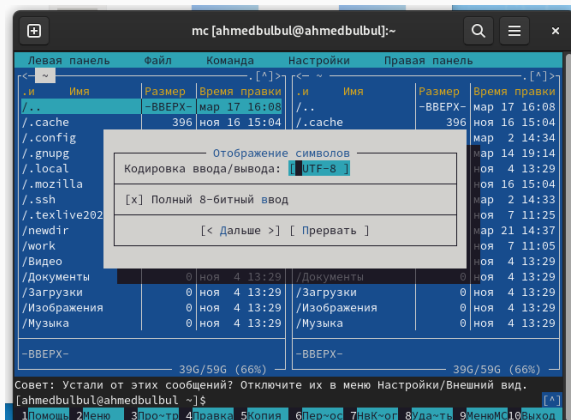 mc [ahmedbulbul@ahmedbulbul]:~
Левая панель Файл Команда Настройки Правая панель
<- ~ .[^]> <- ~ .[^]>
.и Имя Размер Время правки .и Имя Размер Время правки
/.. -ВВЕРХ- мар 17 16:08 /.. -ВВЕРХ- мар 17 16:08
/.cache 396 ноя 16 15:04 /.cache 396 ноя 16 15:04
/.config мар 2 14:34
/.gnupg мар 14 19:14
/.local ноя 4 13:29
/.mozilla ноя 16 15:04
/.ssh мар 2 14:33
/.texlive202 ноя 7 11:25
/newdir мар 21 14:37
/work ноя 7 11:05
/Видео ноя 4 13:29
Отображение символов
Кодировка ввода/вывода: [ UTF-8 ]
[x] Полный 8-битный ввод
[< Дальше >] [ Прервать ]
/Документы 0 ноя 4 13:29 /Документы 0 ноя 4 13:29
/Загрузки 0 ноя 4 13:29 /Загрузки 0 ноя 4 13:29
/Изображения 0 ноя 4 13:29 /Изображения 0 ноя 4 13:29
/Музыка 0 ноя 4 13:29 /Музыка 0 ноя 4 13:29
-ВВЕРХ- -ВВЕРХ-
39G/59G (66%) 39G/59G (66%)
Совет: Устали от этих сообщений? Отключите их в меню Настройки/Внешний вид.
[ahmedbulbul@ahmedbulbul ~]$ [^]
1Помощь 2Меню 3Про~тр 4Правка 5Копия 6Пер~ос 7НвК~ог 8Уда~ть 9МенюMC 10Выход